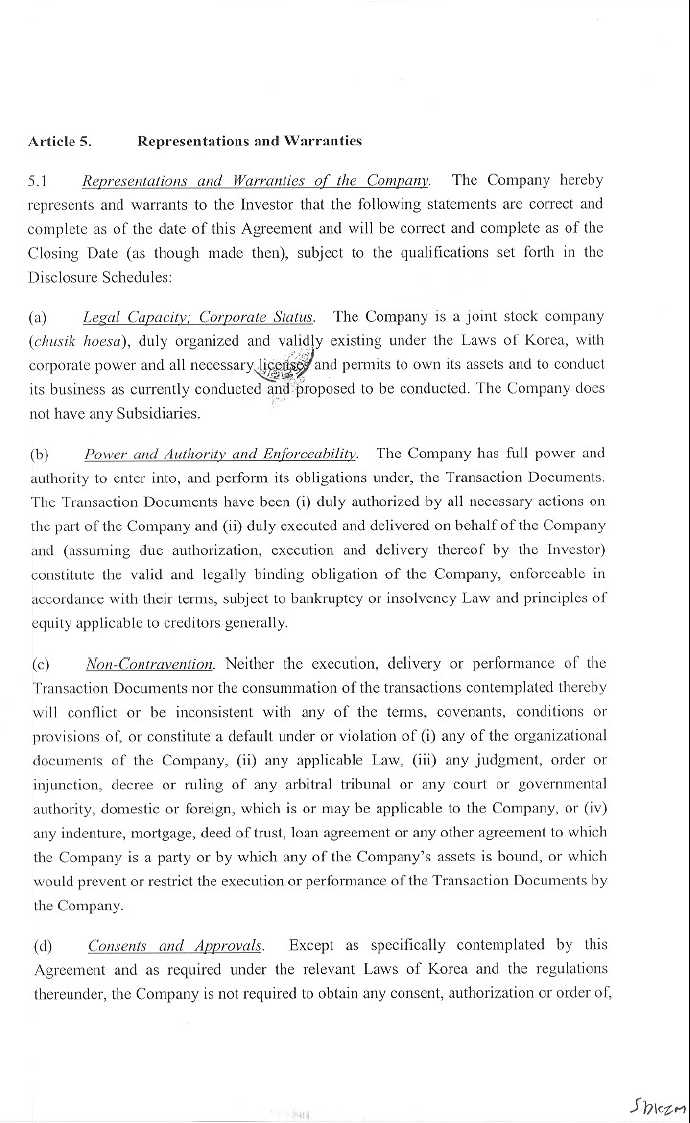 Article 5. Representations and Warranties
5.1 Representations and Warranties of the Company. The Company hereby
represents and warrants to the Investor that the following statements are correct and
complete as of the date of this Agreement and will be correct and complete as of the
Closing Date (as though made then), subject to the qualifications set forth in the
Disclosure Schedules:
(a) Legal Capacity; Corporate Status. The Company is a joint stock company
(chusik hoesa), duly organized and validly existing under the Laws of Korea, with
corporate power and all necessary licenses and permits to own its assets and to conduct
its business as currently conducted and proposed to be conducted. The Company does
not have any Subsidiaries.
(b) Power and Authority and Enforceability. The Company has full power and
authority to enter into, and perform its obligations under, the Transaction Documents.
The Transaction Documents have been (i) duly authorized by all necessary actions on
the part of the Company and (ii) duly executed and delivered on behalf of the Company
and (assuming due authorization, execution and delivery thereof by the Investor)
constitute the valid and legally binding obligation of the Company, enforceable in
accordance with their terms, subject to bankruptcy or insolvency Law and principles of
equity applicable to creditors generally.
(c) Non-Contravention. Neither the execution, delivery or performance of the
Transaction Documents nor the consummation of the transactions contemplated thereby
will conflict or be inconsistent with any of the terms, covenants, conditions or
provisions of, or constitute a default under or violation of (i) any of the organizational
documents of the Company, (ii) any applicable Law, (iii) any judgment, order or
injunction, decree or ruling of any arbitral tribunal or any court or governmental
authority, domestic or foreign, which is or may be applicable to the Company, or (iv)
any indenture, mortgage, deed of trust, loan agreement or any other agreement to which
the Company is a party or by which any of the Company's assets is bound, or which
would prevent or restrict the execution or performance of the Transaction Documents by
the Company.
(d) Consents and Approvals. Except as specifically contemplated by this
Agreement and as required under the relevant Laws of Korea and the regulations
thereunder, the Company is not required to obtain any consent, authorization or order of,